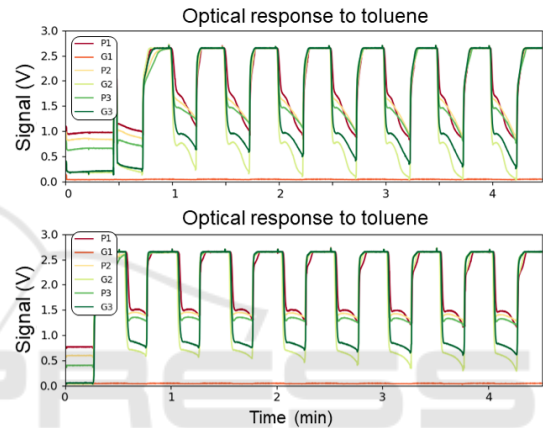 Optical response to toluene
Signal (V)
3.0
2.5
2.0
1.5
1.0
0.5
0.0
P1
G1
P2
P3
G3
0 1 2 3 4
Optical response to toluene
Signal (V)
3.0
2.5
2.0
1.5
1.0
0.5
0.0
P1
G1
P2
L2
P3
G3
0 1 2 3 4
Time (min)
PRESS